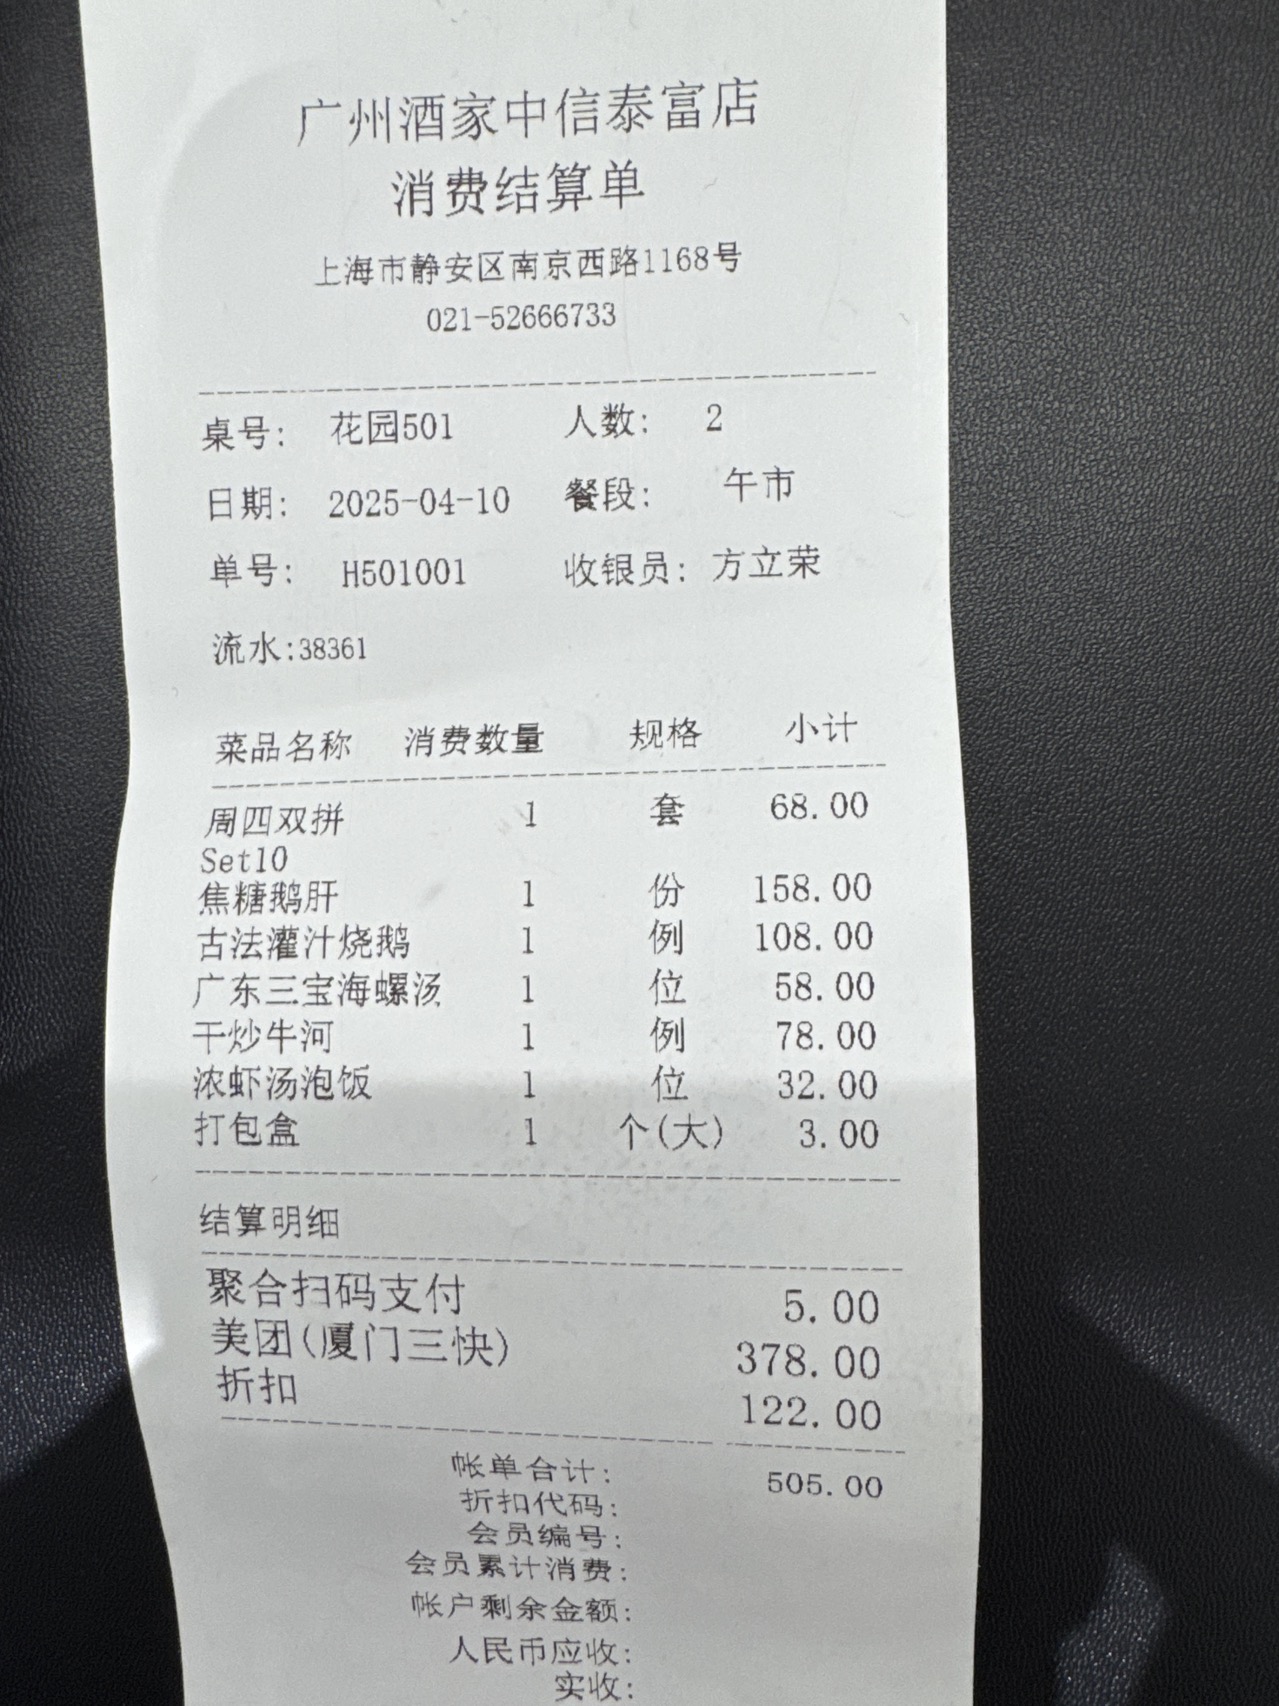 广州酒家中信泰富店
消费结算单
上海市静安区南京西路1168号
021-52666733
桌号: 花园501 人数: 2
日期: 2025-04-10 餐段: 午市
单号: H501001 收银员: 方立荣
流水:38361
菜品名称 消费数量 规格 小计
周四双拼 1 套 68.00
Set10
焦糖鹅肝 1 份 158.00
古法灌汁烧鹅 1 例 108.00
广东三宝海螺汤 1 位 58.00
干炒牛河 1 例 78.00
浓虾汤泡饭 1 位 32.00
打包盒 1 个(大) 3.00
结算明细
聚合扫码支付 5.00
美团(厦门三快) 378.00
折扣 122.00
帐单合计: 505.00
折扣代码:
会员编号:
会员累计消费:
帐户剩余金额:
人民币应收:
实收: